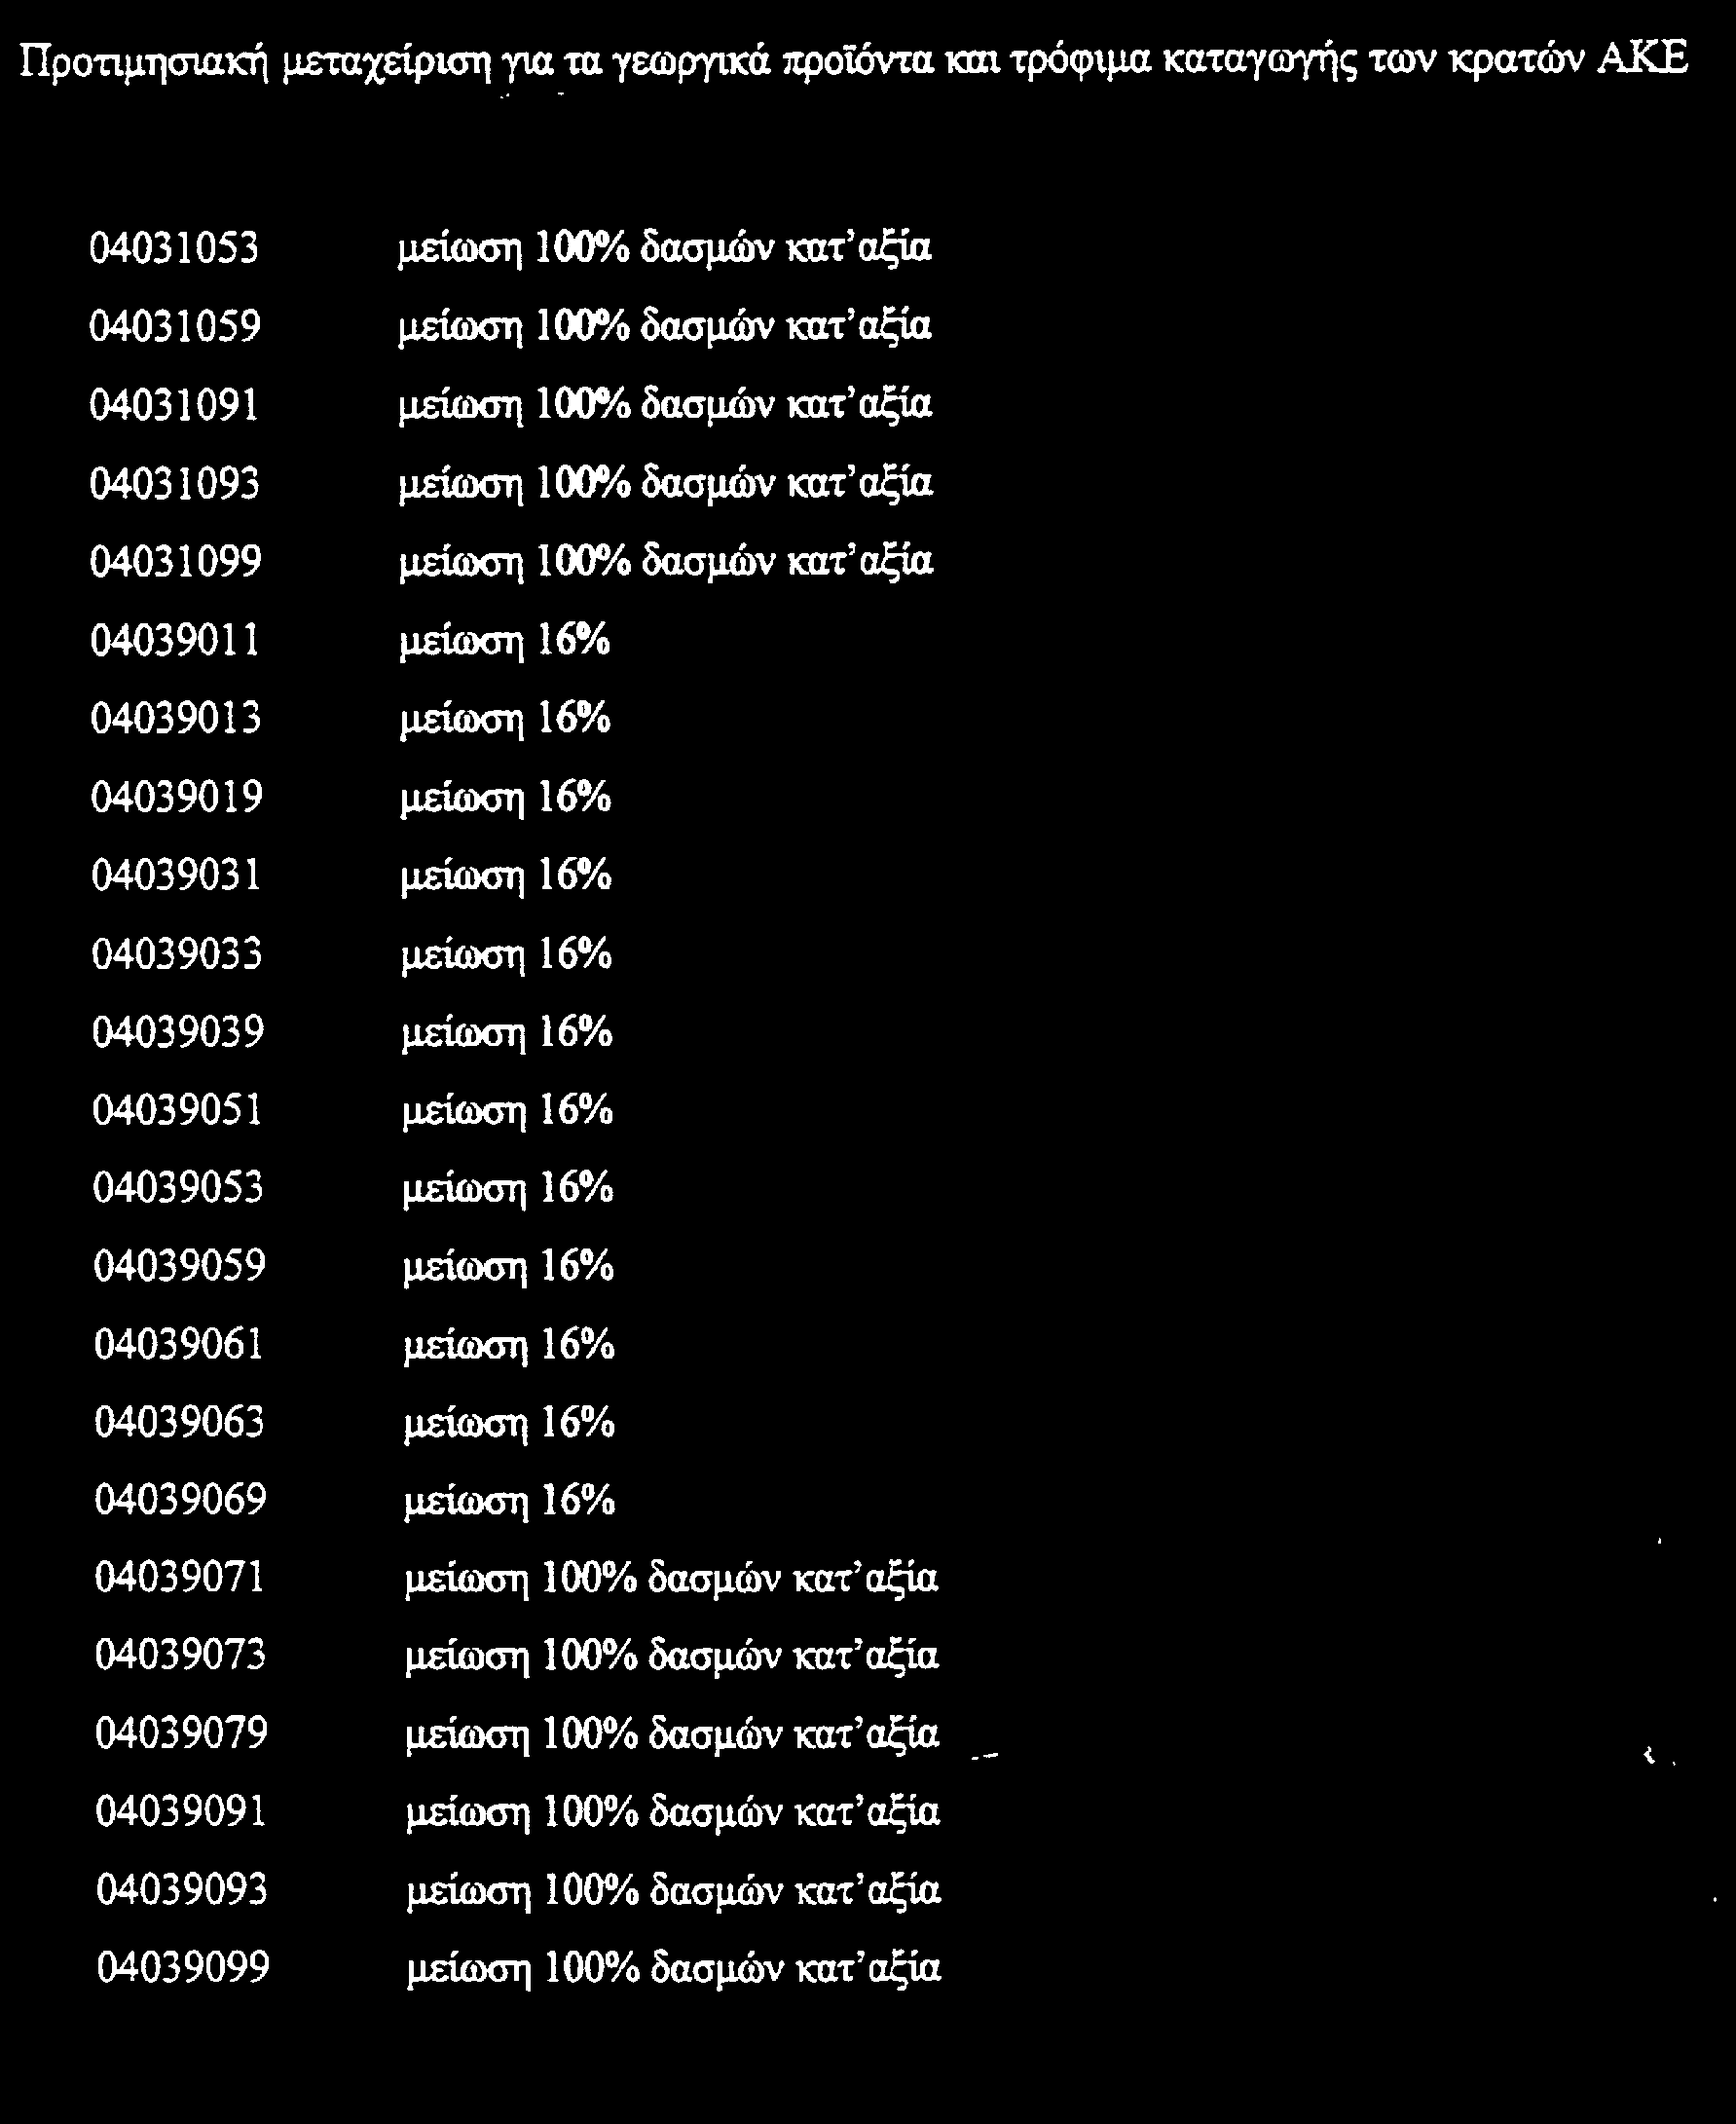 Προτιμησιακή μεταχείριση για τα γεωργικά προϊόντα και τρόφιμα καταγωγής των κρατών ΑΚΕ
04031053 μείωση 100% δασμών κατ’αξία
04031059 μείωση 100% δασμών κατ’αξία
04031091 μείωση 100% δασμών κατ’αξία
04031093 μείωση 100% δασμών κατ’αξία
04031099 μείωση 100% δασμών κατ’αξία
04039011 μείωση 16%
04039013 μείωση 16%
04039019 μείωση 16%
04039031 μείωση 16%
04039033 μείωση 16%
04039039 μείωση 16%
04039051 μείωση 16%
04039053 μείωση 16%
04039059 μείωση 16%
04039061 μείωση 16%
04039063 μείωση 16%
04039069 μείωση 16%
04039071 μείωση 100% δασμών κατ’αξία
04039073 μείωση 100% δασμών κατ’αξία
04039079 μείωση 100% δασμών κατ’αξία
04039091 μείωση 100% δασμών κατ’αξία
04039093 μείωση 100% δασμών κατ’αξία
04039099 μείωση 100% δασμών κατ’αξία